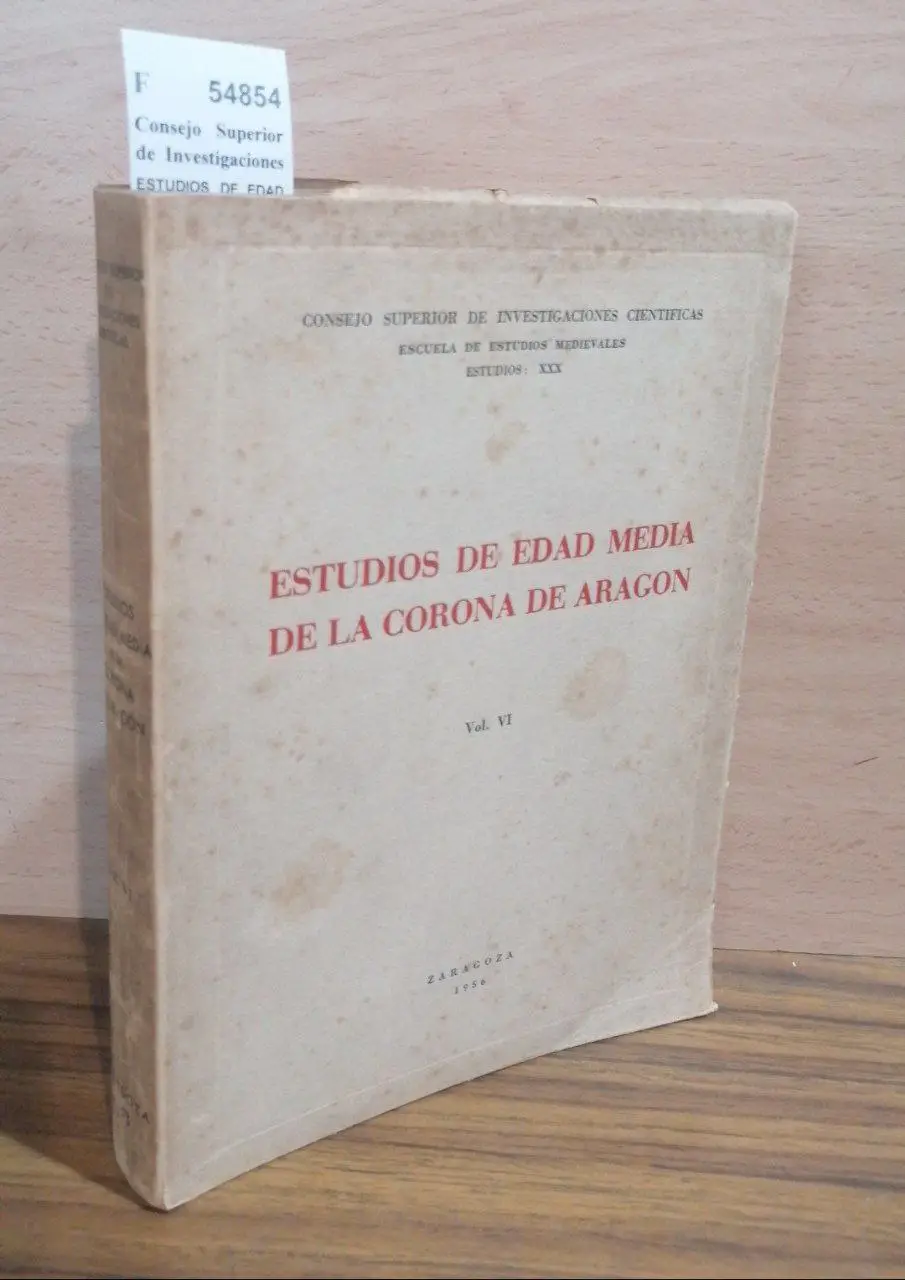 F 54854
Consejo Superior
de Investigaciones
ESTUDIOS DE EDAD
CONSEJO SUPERIOR DE INVESTIGACIONES CIENTIFICAS
ESCUELA DE ESTUDIOS MEDIEVALES
ESTUDIOS: XXX
ESTUDIOS DE EDAD MEDIA
DE LA CORONA DE ARAGON
Vol. VI
ZARAGOZA
1956